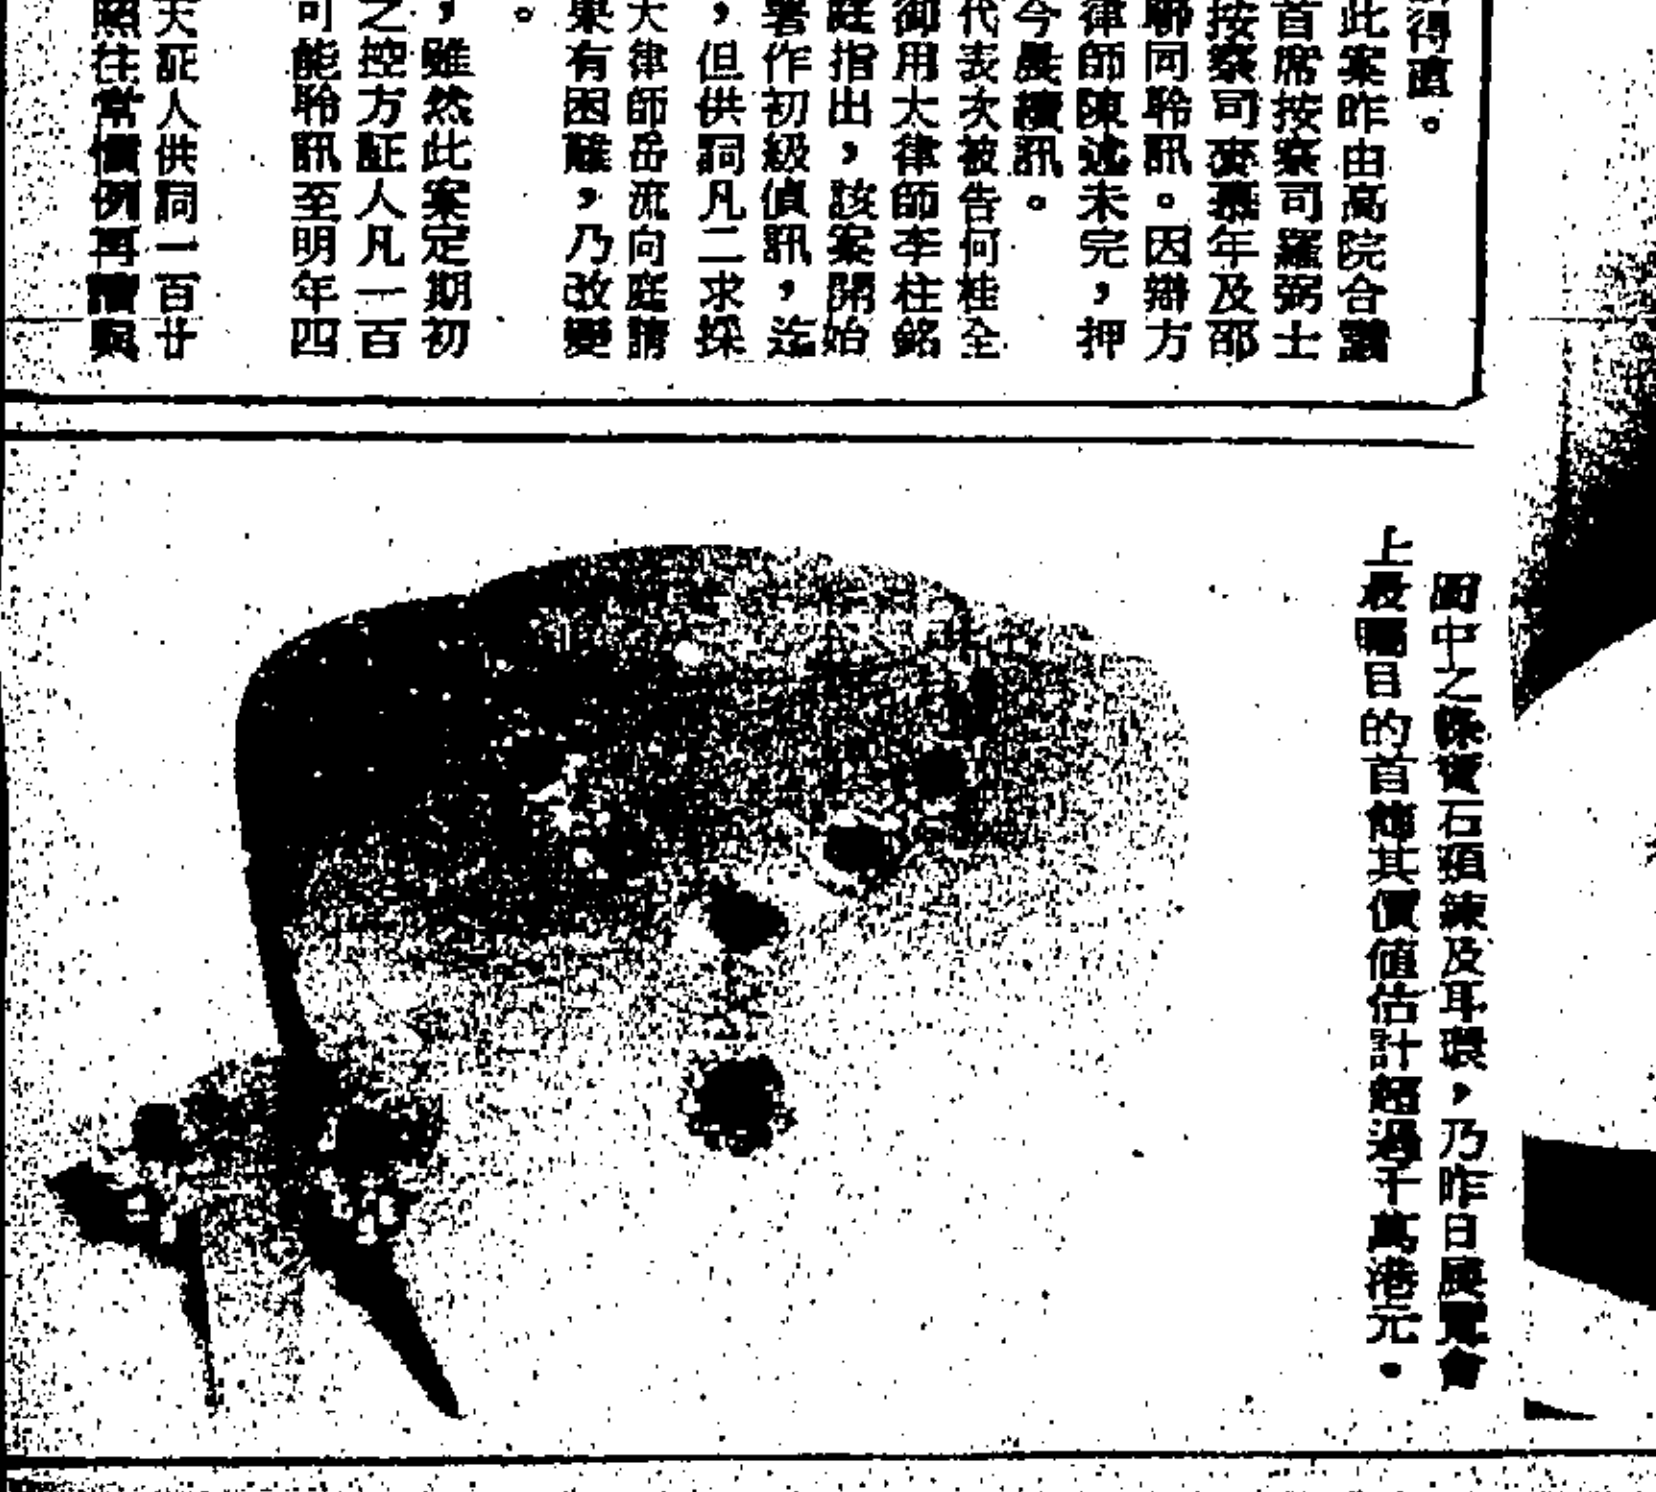 得直。
此案昨由高院合議
首席按察司羅弼士
按察司麥慕年及邵
聯同聆訊。因辯方
律師陳述未完，押
今晨續訊。
代表次被告何桂全
御用大律師李柱銘
庭指出，該案開始
署作初級偵訊，迄
，但供詞凡二求採
大律師岳流向庭請
果有困難，乃改變
。
，雖然此案定期初
之控方証人凡一百
可能聆訊至明年四
天証人供詞一百廿
照往常慣例再讀與
圖中之綠寶石項鍊及耳環，乃昨日展覽會
上最矚目的首飾其價值估計超過千萬港元。